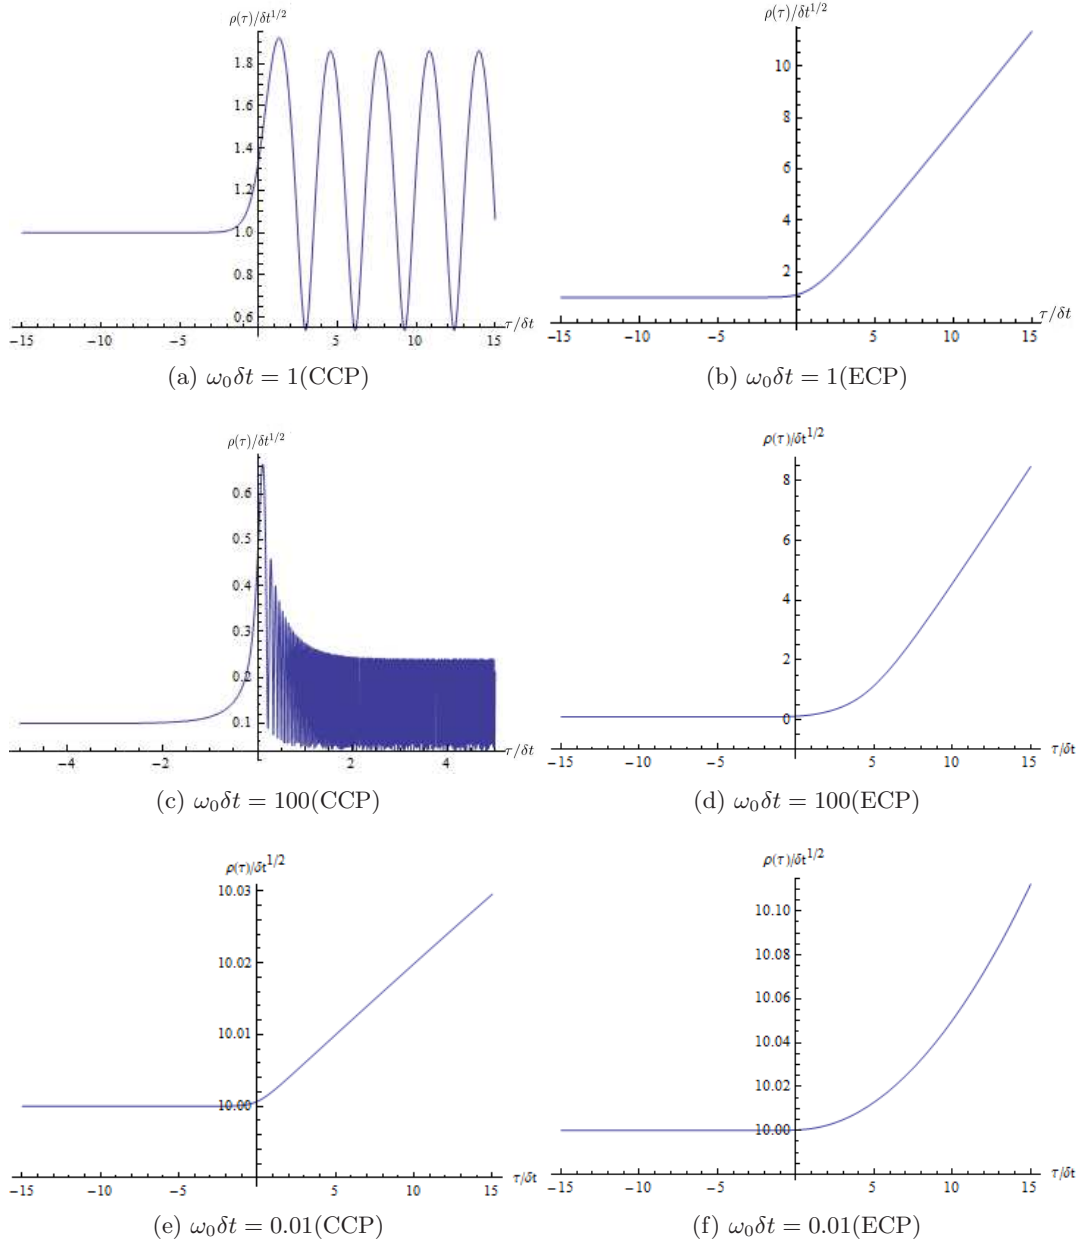 ρ(τ)/δt^1/2
1.8
1.6
1.4
1.2
1.0
0.8
0.6
−15 −10 −5 5 10 15 τ/δt
(a) ω₀δt = 1(CCP)
ρ(τ)/δt^1/2
10
8
6
4
2
−15 −10 −5 0 5 10 15 τ/δt
(b) ω₀δt = 1(ECP)
ρ(τ)/δt^1/2
0.6
0.5
0.4
0.3
0.2
0.1
−4 −2 2 4 τ/δt
(c) ω₀δt = 100(CCP)
ρ(τ)/δt^1/2
8
6
4
2
0
−15 −10 −5 5 10 15 τ/δt
(d) ω₀δt = 100(ECP)
ρ(τ)/δt^1/2
10.03
10.02
10.01
10.00
−15 −10 −5 5 10 15 τ/δt
(e) ω₀δt = 0.01(CCP)
ρ(τ)/δt^1/2
10.10
10.08
10.06
10.04
10.02
10.00
−15 −10 −5 5 10 15 τ/δt
(f) ω₀δt = 0.01(ECP)